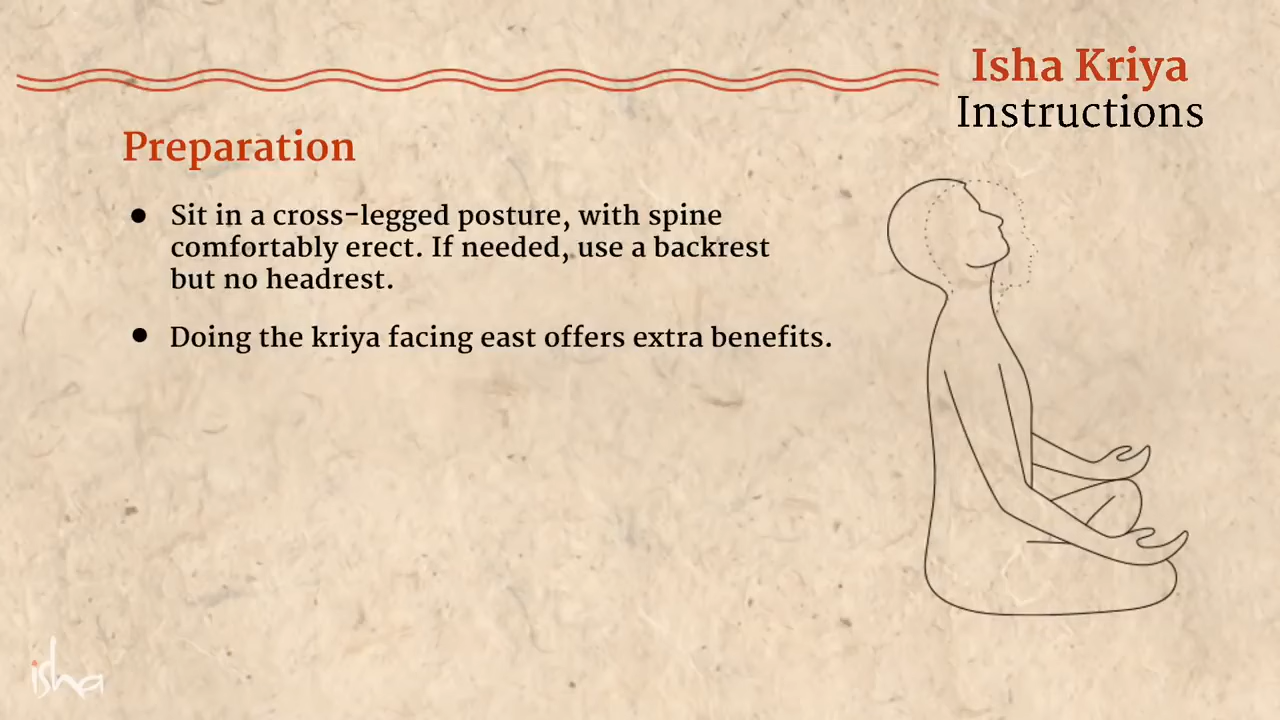 Isha Kriya
Instructions
Preparation
● Sit in a cross-legged posture, with spine
comfortably erect. If needed, use a backrest
but no headrest.
● Doing the kriya facing east offers extra benefits.
isha